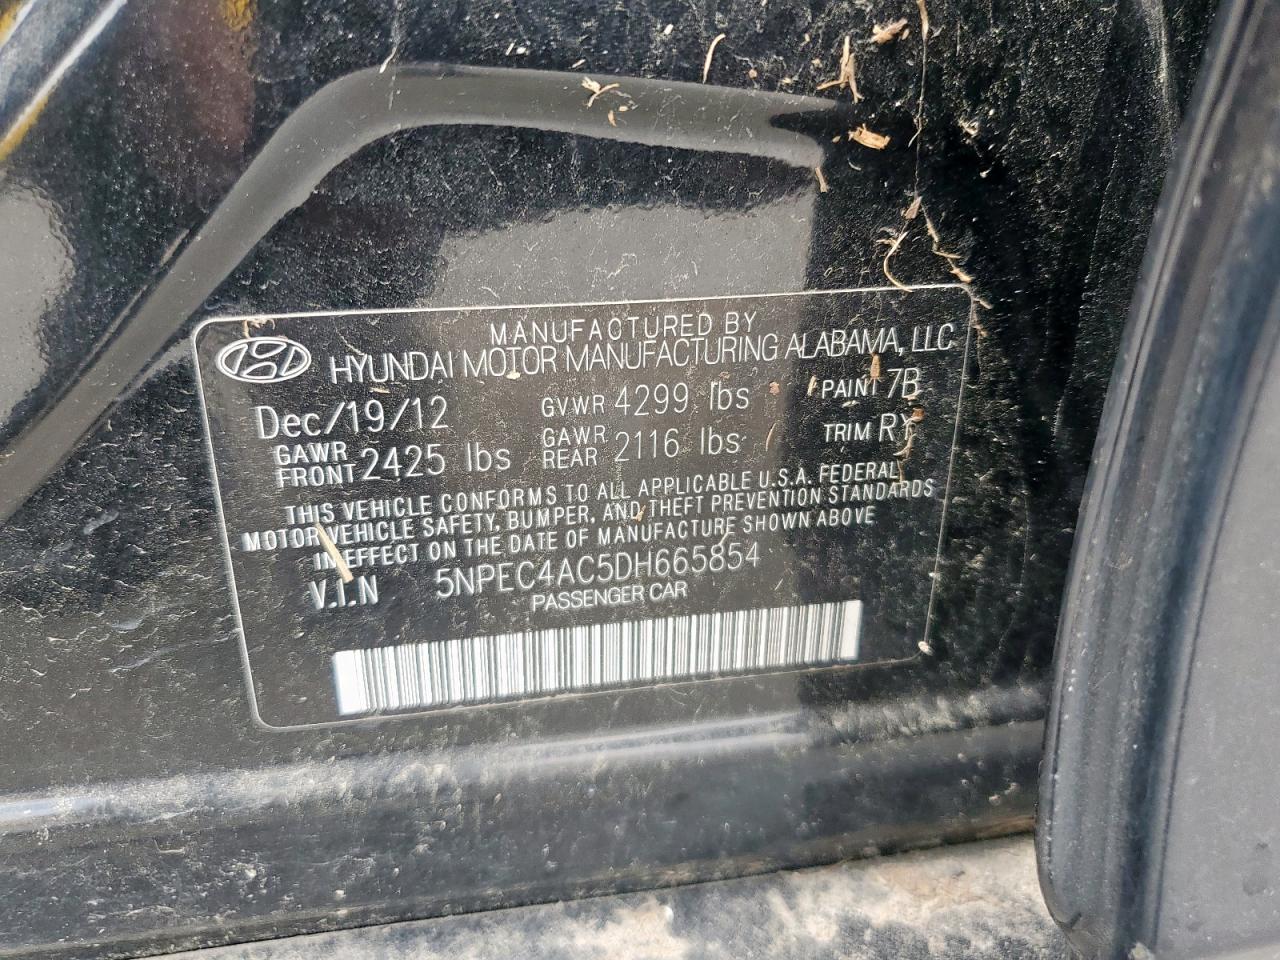 MANUFACTURED BY
HYUNDAI MOTOR MANUFACTURING ALABAMA, LLC
Dec/19/12 GVWR 4299 lbs PAINT 7B
GAWR FRONT 2425 lbs GAWR REAR 2116 lbs TRIM RY
THIS VEHICLE CONFORMS TO ALL APPLICABLE U.S.A. FEDERAL
MOTOR VEHICLE SAFETY, BUMPER, AND THEFT PREVENTION STANDARDS
IN EFFECT ON THE DATE OF MANUFACTURE SHOWN ABOVE
V.I.N 5NPEC4AC5DH665854
PASSENGER CAR